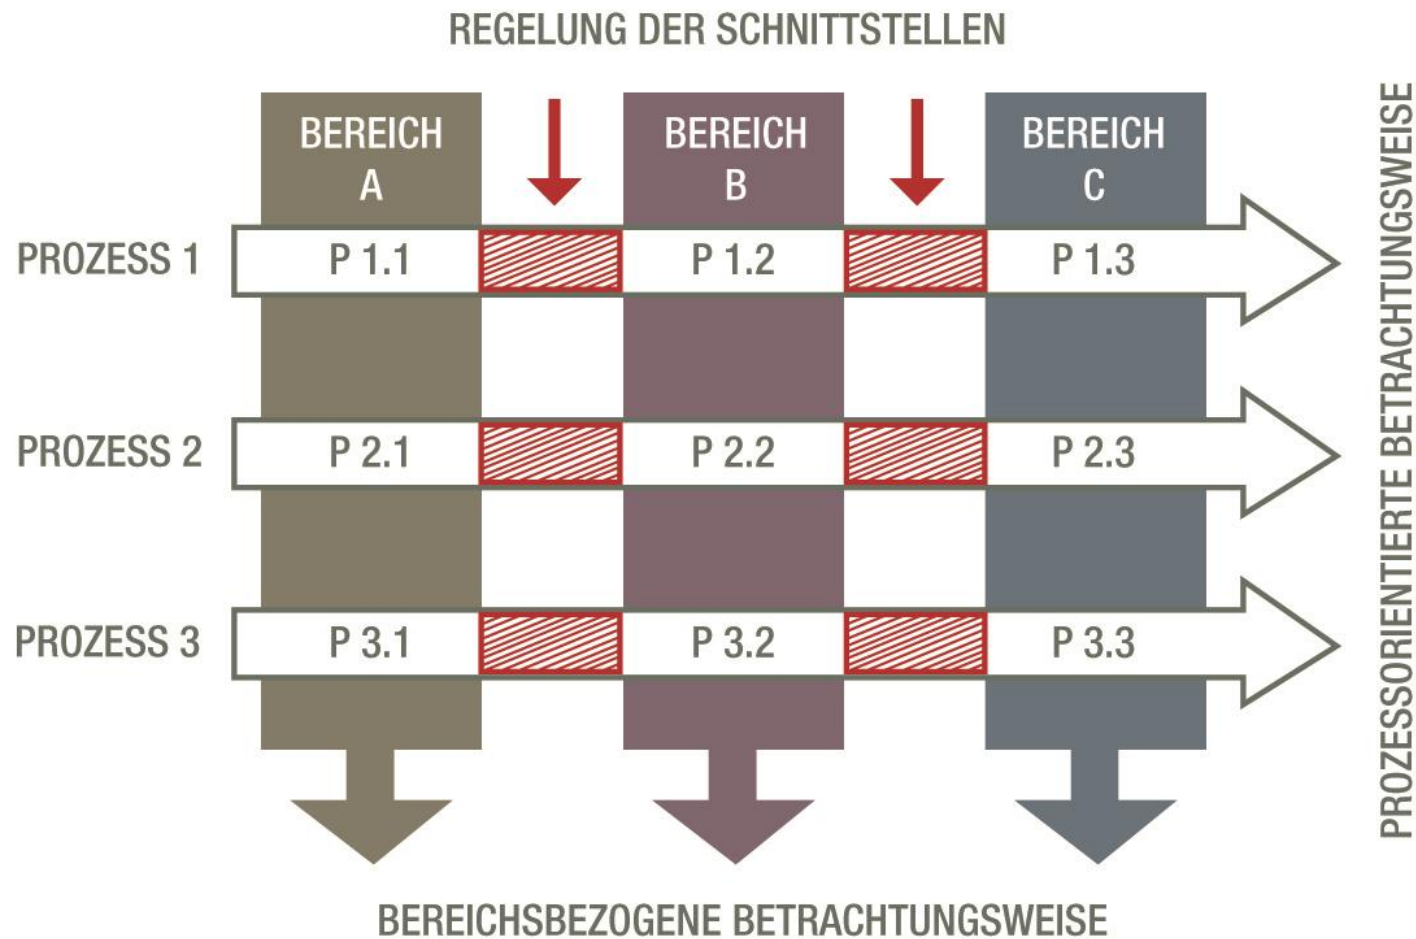 REGELUNG DER SCHNITTSTELLEN
BEREICH
A
BEREICH
B
BEREICH
C
PROZESS 1
P 1.1
P 1.2
P 1.3
PROZESS 2
P 2.1
P 2.2
P 2.3
PROZESS 3
P 3.1
P 3.2
P 3.3
PROZESSORIENTIERTE BETRACHTUNGSWEISE
BEREICHSBEZOGENE BETRACHTUNGSWEISE